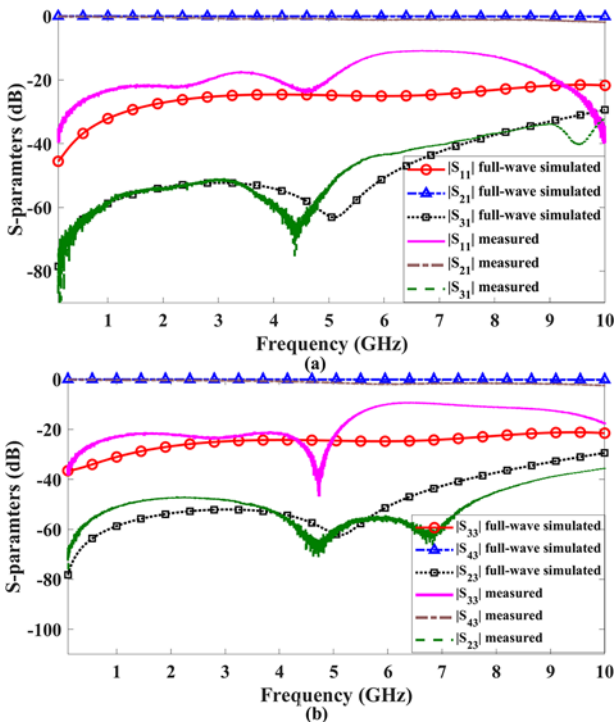 0
-20
-40
-60
-80
S-paramters (dB)
|S11| full-wave simulated
|S21| full-wave simulated
|S31| full-wave simulated
|S11| measured
|S21| measured
|S31| measured
1 2 3 4 5 6 7 8 9 10
Frequency (GHz)
(a)
0
-20
-40
-60
-80
-100
S-paramters (dB)
|S33| full-wave simulated
|S43| full-wave simulated
|S23| full-wave simulated
|S33| measured
|S43| measured
|S23| measured
1 2 3 4 5 6 7 8 9 10
Frequency (GHz)
(b)